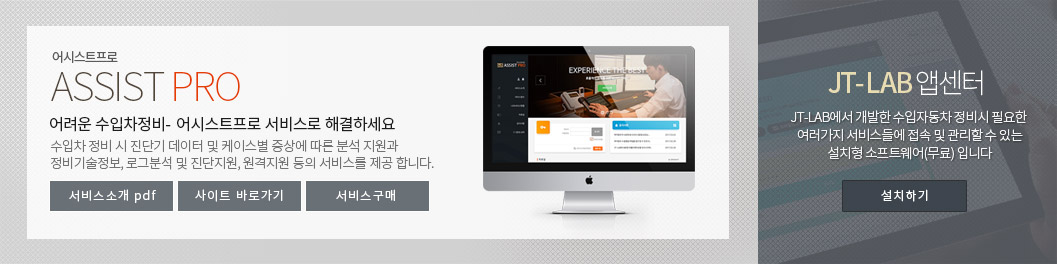 어시스트프로
ASSIST PRO
어려운 수입차정비- 어시스트프로 서비스로 해결하세요
수입차 정비 시 진단기 데이터 및 케이스별 증상에 따른 분석 지원과
정비기술정보, 로그분석 및 진단지원, 원격지원 등의 서비스를 제공 합니다.
서비스소개 pdf
사이트 바로가기
서비스구매
ASSIST PRO
EXPERIENCE THE BEST
JT-LAB 앱센터
JT-LAB에서 개발한 수입자동차 정비시 필요한
여러가지 서비스들에 접속 및 관리할 수 있는
설치형 소프트웨어(무료) 입니다
설치하기